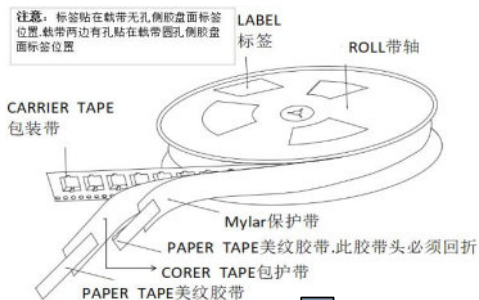 注意：标签贴在载带无孔侧胶盘面标签
位置.载带两边有孔贴在载带圆孔侧胶盘
面标签位置
LABEL
标签
ROLL带轴
CARRIER TAPE
包装带
Mylar保护带
PAPER TAPE美纹胶带,此胶带头必须回折
CORER TAPE包护带
PAPER TAPE美纹胶带